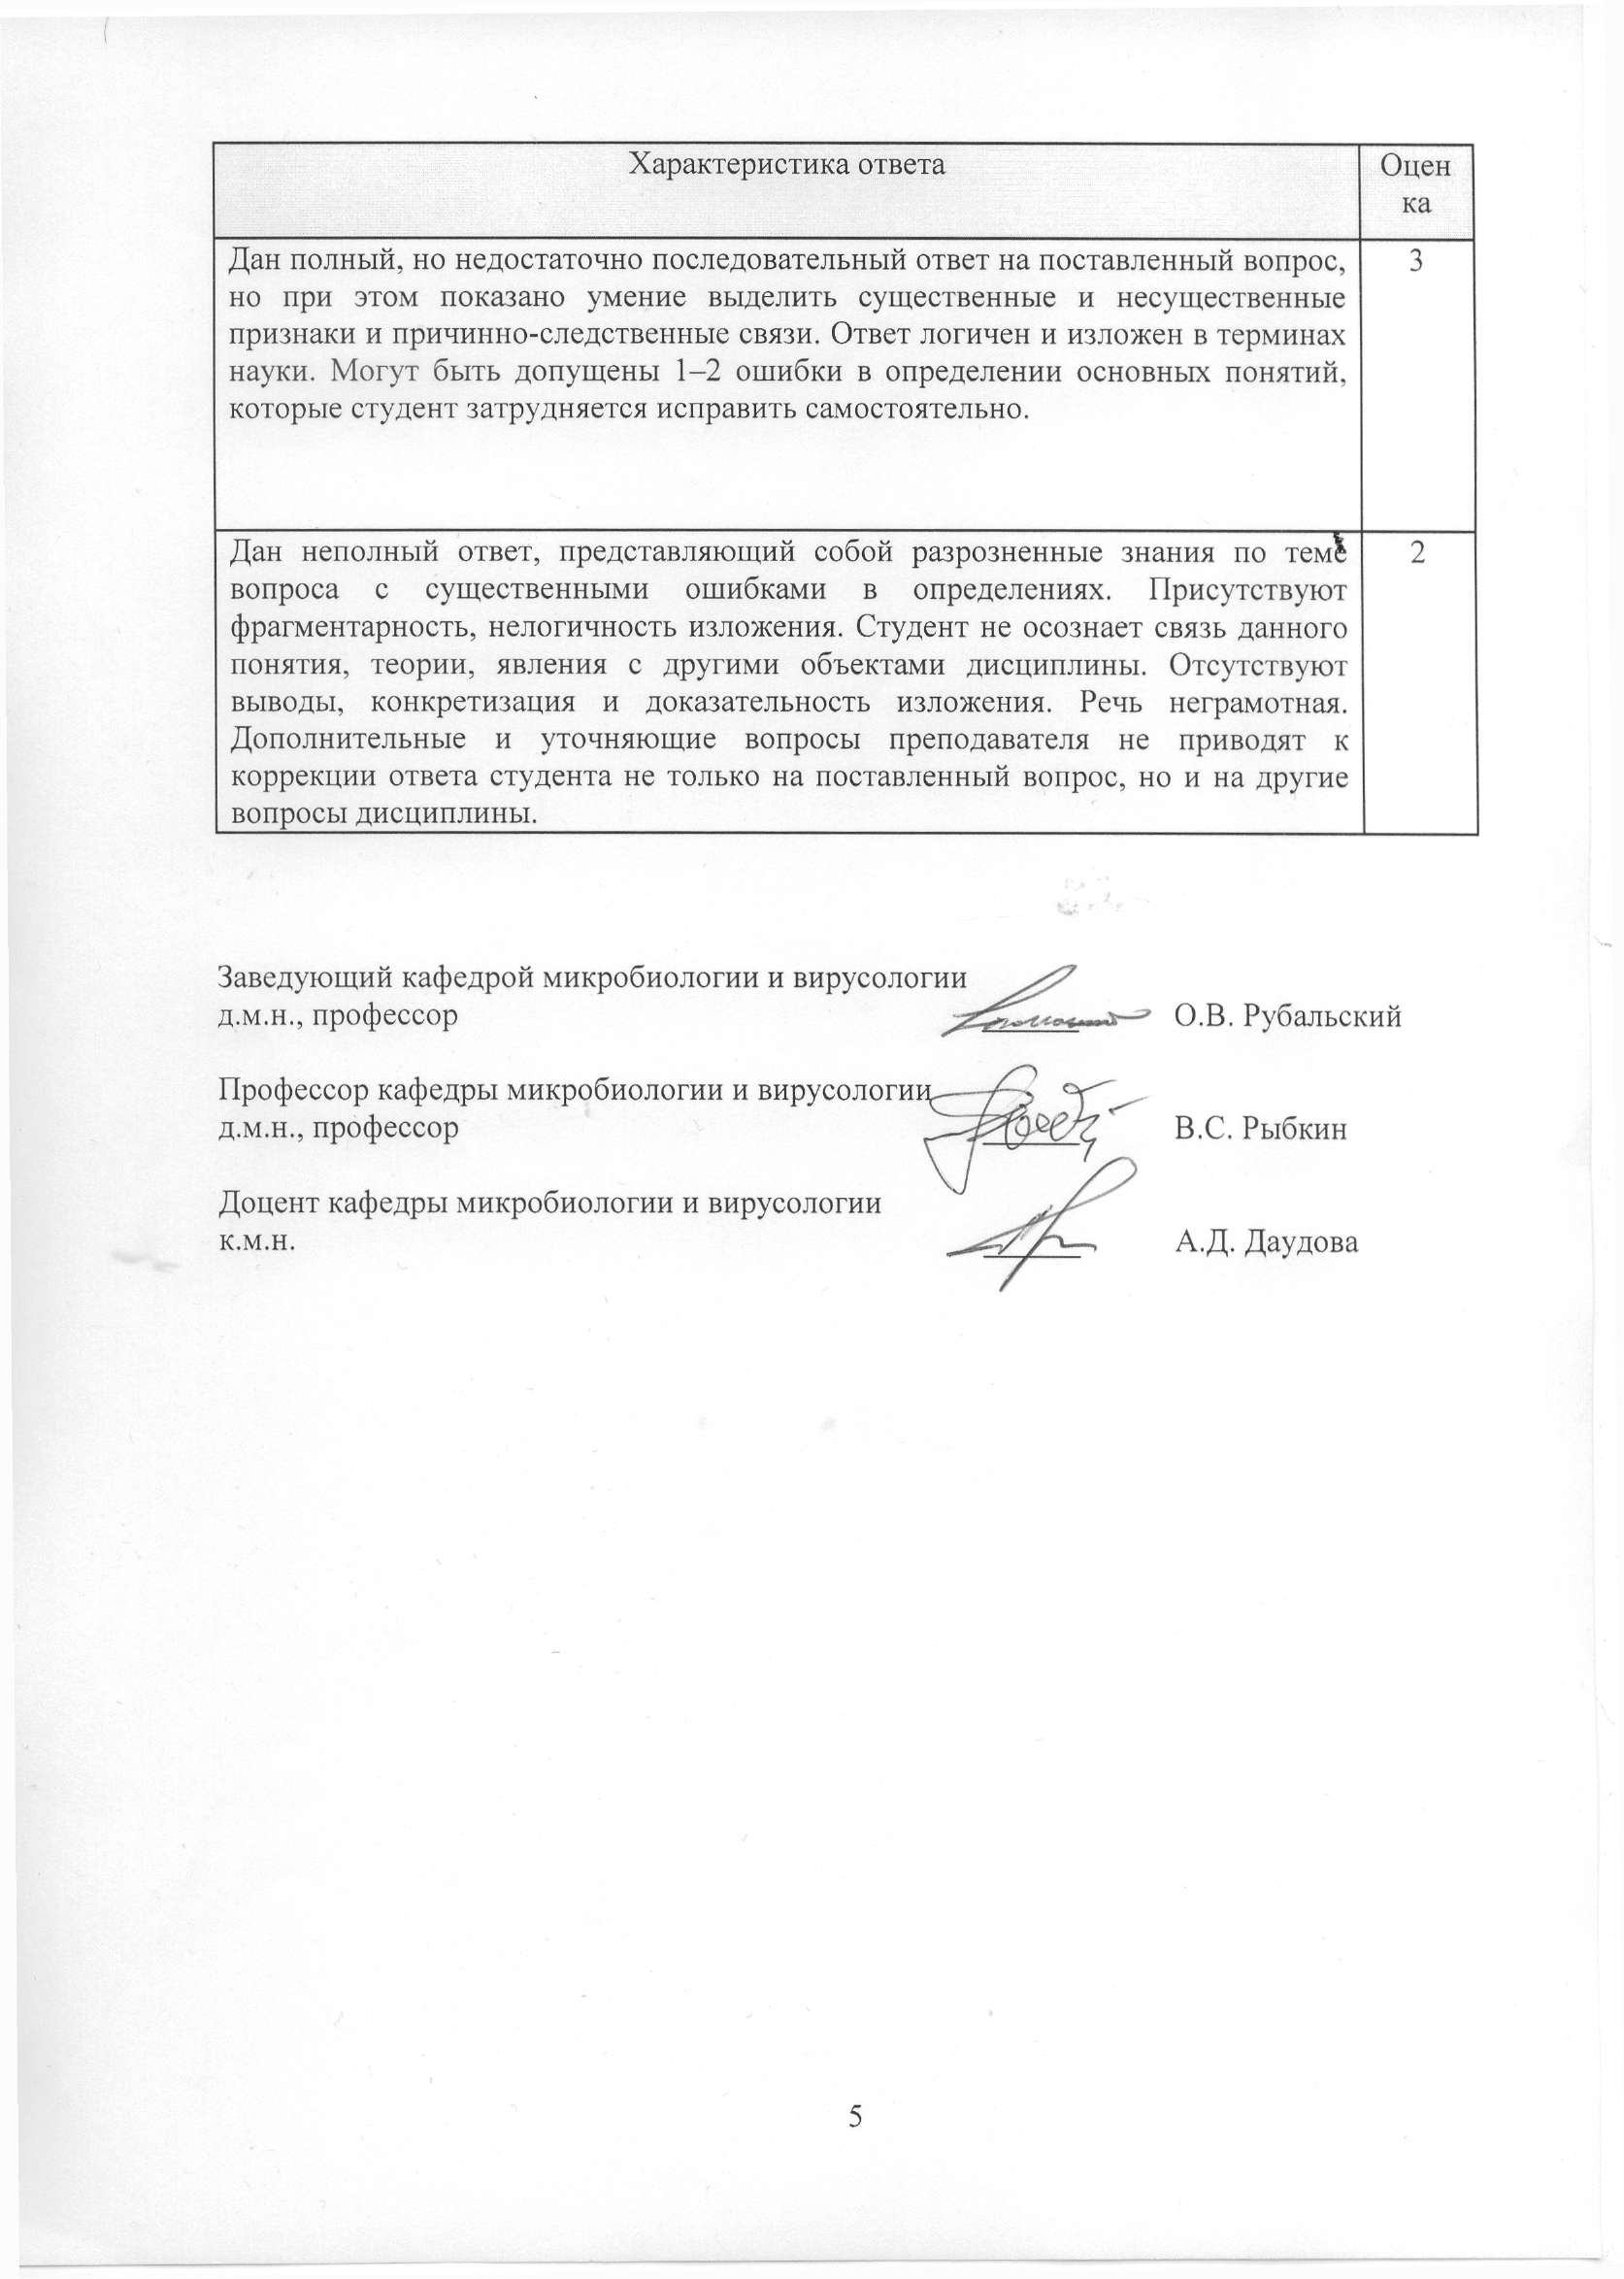 Характеристика ответа
Оцен
ка
Дан полный, но недостаточно последовательный ответ на поставленный вопрос,
но при этом показано умение выделить существенные и несущественные
признаки и причинно-следственные связи. Ответ логичен и изложен в терминах
науки. Могут быть допущены 1–2 ошибки в определении основных понятий,
которые студент затрудняется исправить самостоятельно.
3
Дан неполный ответ, представляющий собой разрозненные знания по теме
вопроса с существенными ошибками в определениях. Присутствуют
фрагментарность, нелогичность изложения. Студент не осознает связь данного
понятия, теории, явления с другими объектами дисциплины. Отсутствуют
выводы, конкретизация и доказательность изложения. Речь неграмотная.
Дополнительные и уточняющие вопросы преподавателя не приводят к
коррекции ответа студента не только на поставленный вопрос, но и на другие
вопросы дисциплины.
2
Заведующий кафедрой микробиологии и вирусологии
д.м.н., профессор О.В. Рубальский
Профессор кафедры микробиологии и вирусологии
д.м.н., профессор В.С. Рыбкин
Доцент кафедры микробиологии и вирусологии
к.м.н. А.Д. Даудова
5